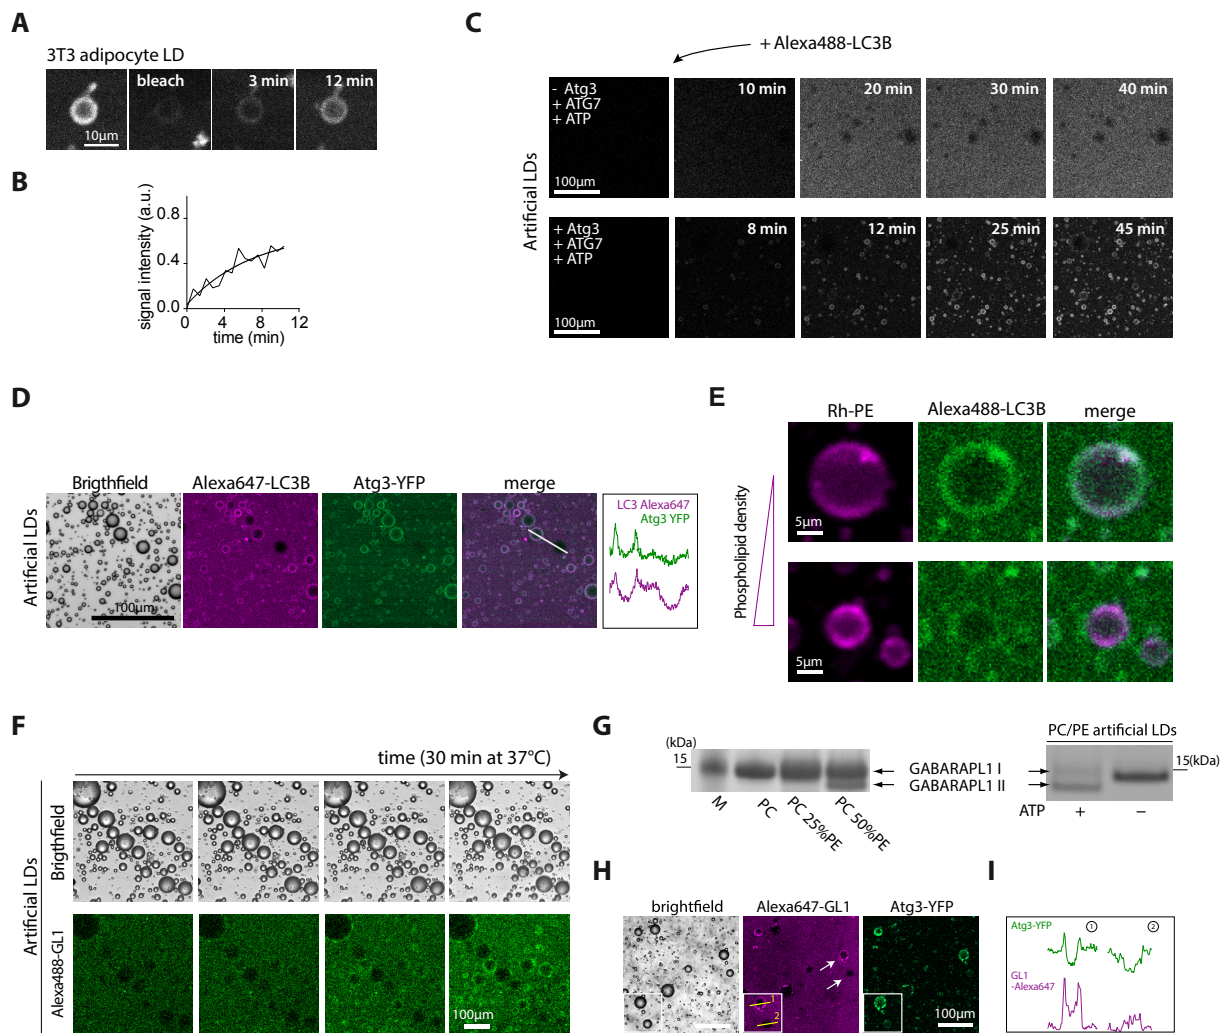 A
3T3 adipocyte LD
bleach
3 min
12 min
10µm
B
signal intensity (a.u.)
0.8
0.4
0.0
0
4
8
12
time (min)
C
+ Alexa488-LC3B
Artificial LDs
- Atg3
+ ATG7
+ ATP
100µm
10 min
20 min
30 min
40 min
+ Atg3
+ ATG7
+ ATP
100µm
8 min
12 min
25 min
45 min
D
Artificial LDs
Brigthfield
Alexa647-LC3B
Atg3-YFP
merge
100µm
LC3 Alexa647
Atg3 YFP
E
Rh-PE
Alexa488-LC3B
merge
Phospholipid density
5µm
5µm
F
time (30 min at 37°C)
Artificial LDs
Brigthfield
Alexa488-GL1
100µm
G
(kDa)
15
M
PC
PC 25%PE
PC 50%PE
GABARAPL1 I
GABARAPL1 II
PC/PE artificial LDs
15(kDa)
ATP
+
−
H
brightfield
Alexa647-GL1
Atg3-YFP
1
2
100µm
I
Atg3-YFP
1
2
GL1
-Alexa647